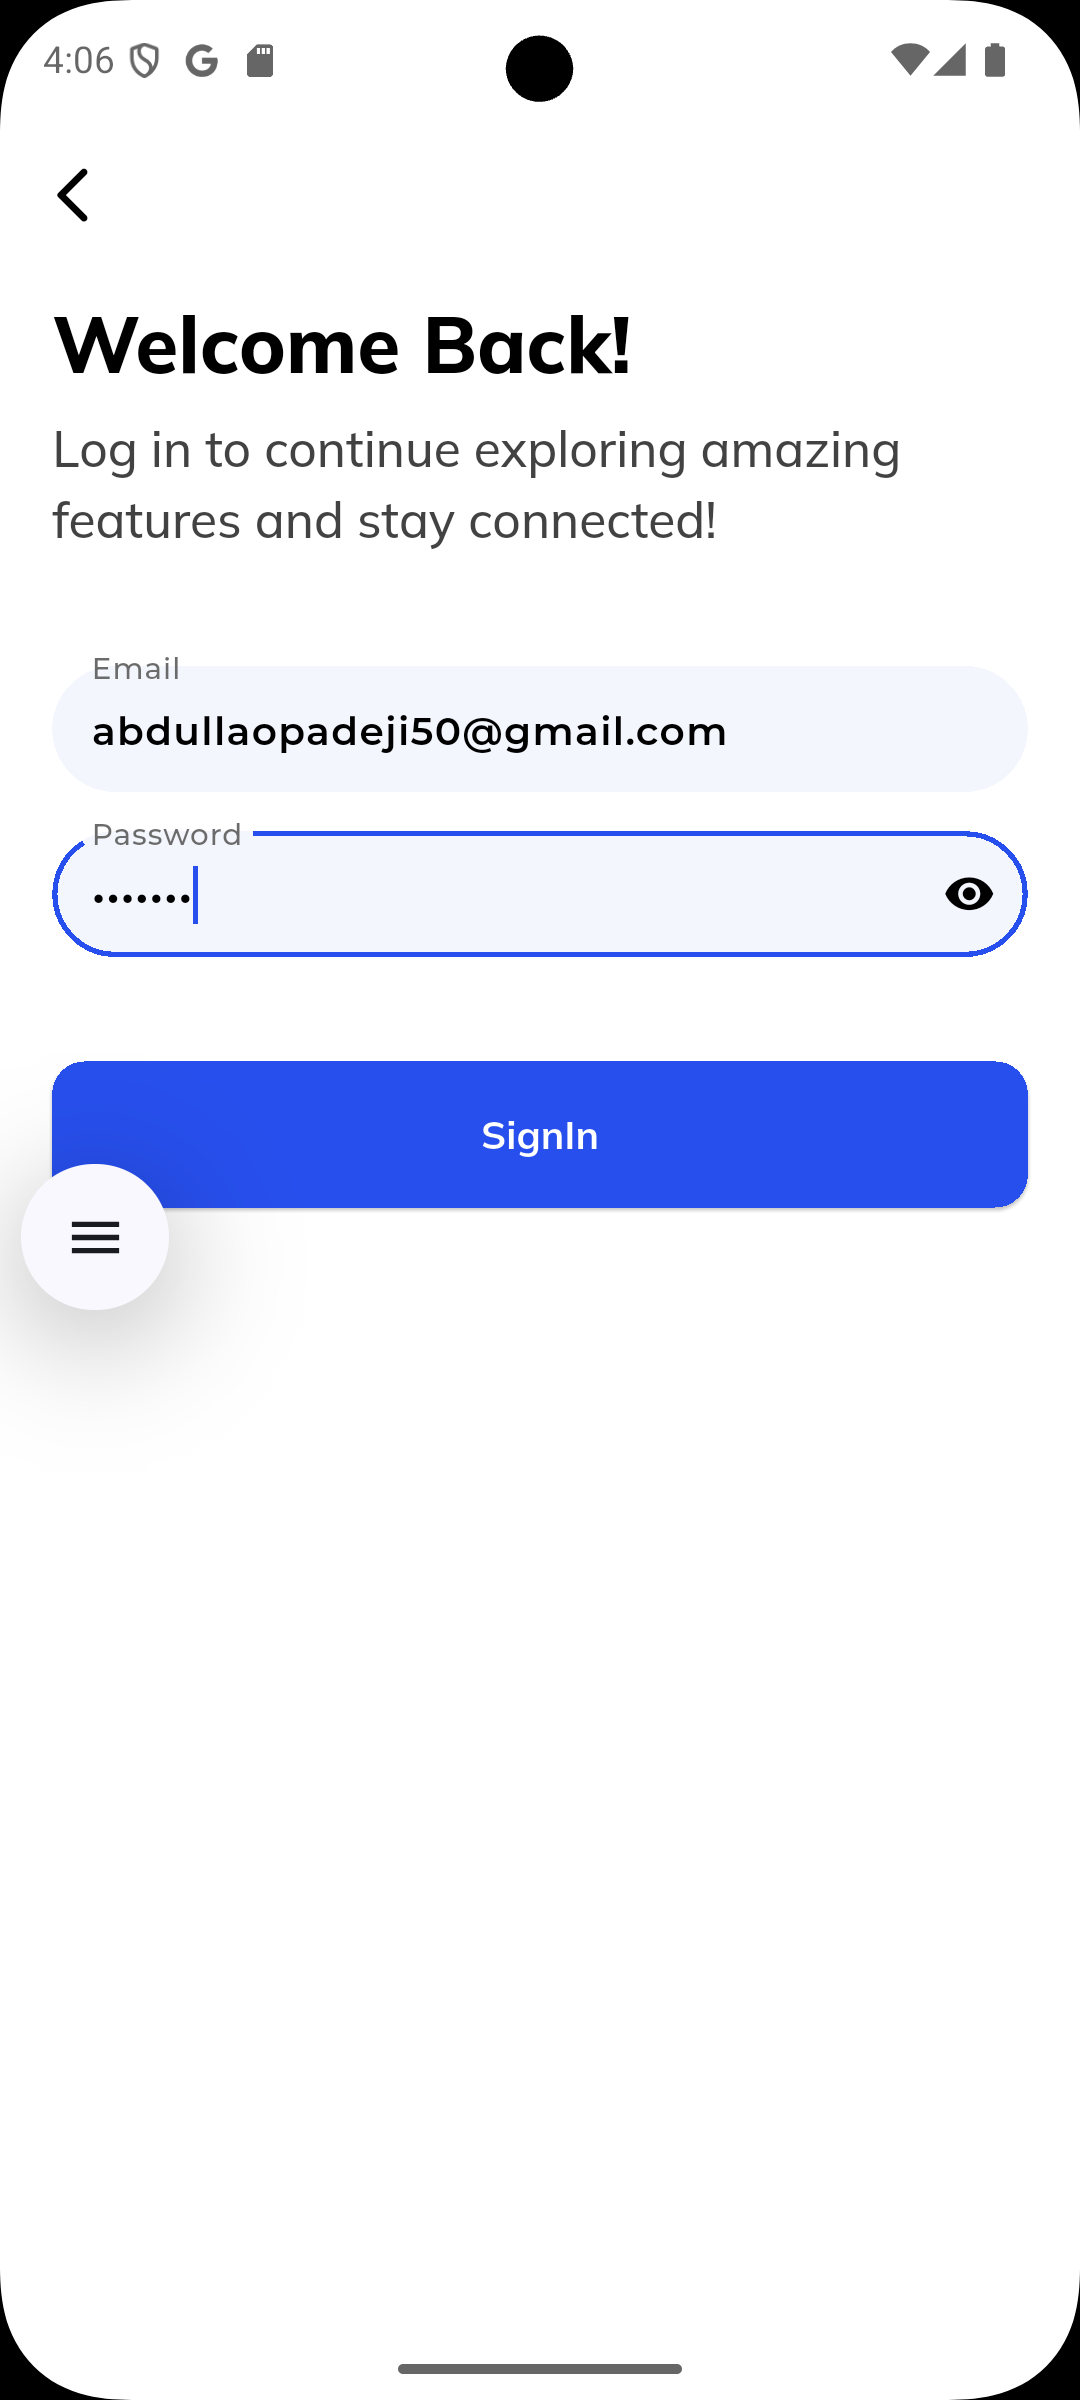 4:06
Welcome Back!
Log in to continue exploring amazing
features and stay connected!
Email
abdullaopadeji50@gmail.com
Password
•••••••
SignIn